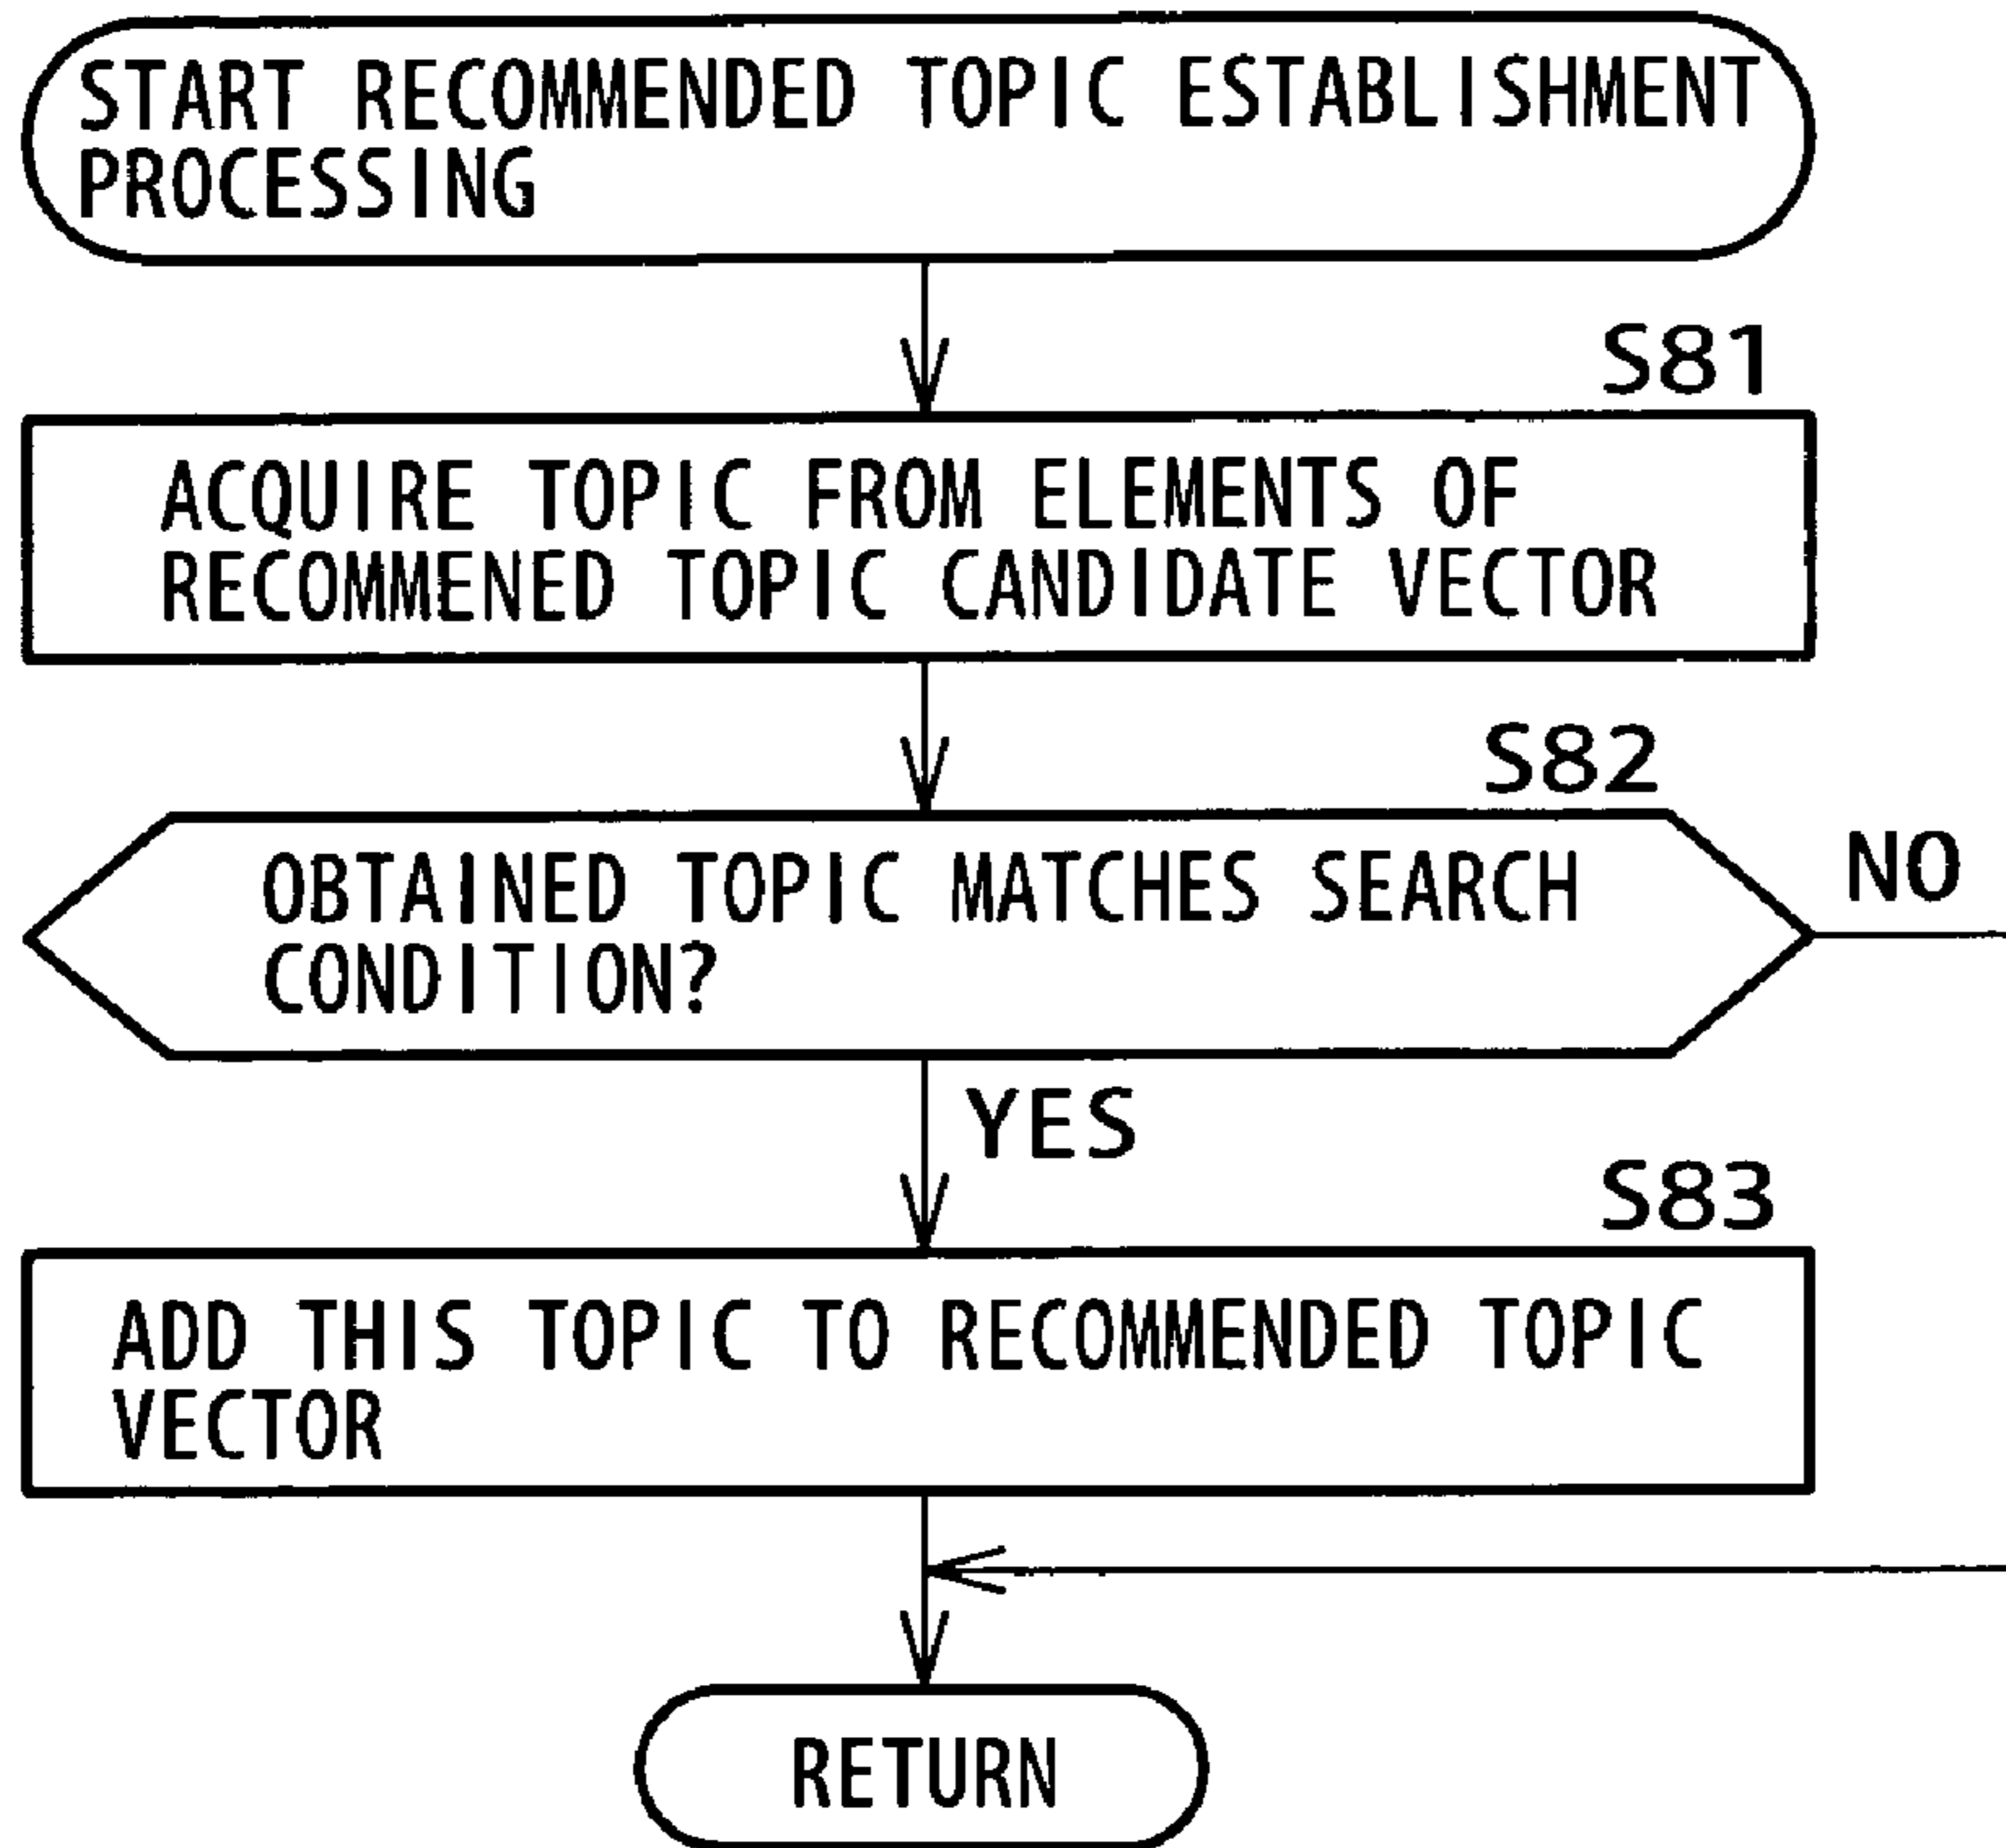 START RECOMMENDED TOPIC ESTABLISHMENT
PROCESSING
S81
ACQUIRE TOPIC FROM ELEMENTS OF
RECOMMENED TOPIC CANDIDATE VECTOR
S82
OBTAINED TOPIC MATCHES SEARCH
CONDITION?
NO
YES
S83
ADD THIS TOPIC TO RECOMMENDED TOPIC
VECTOR
RETURN